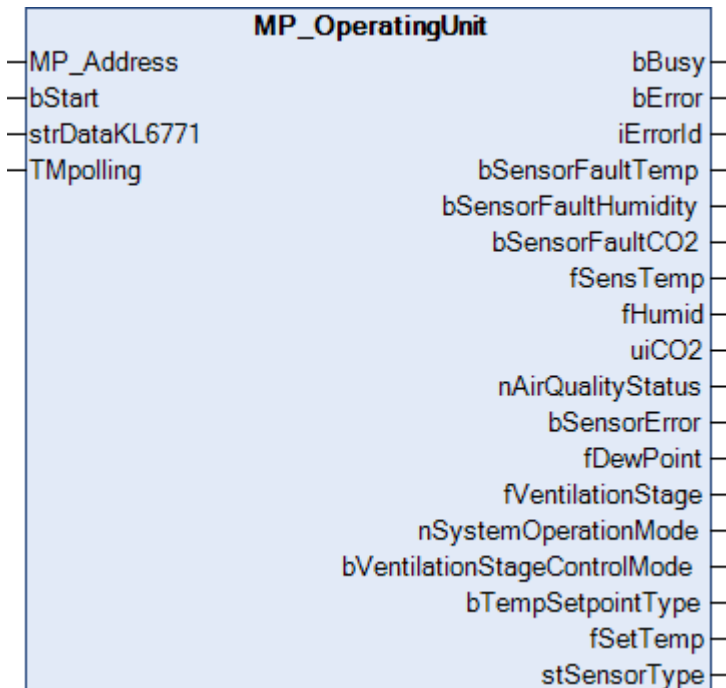 MP_OperatingUnit
MP_Address bBusy
bStart bError
strDataKL6771 iErrorId
TMpolling bSensorFaultTemp
bSensorFaultHumidity
bSensorFaultCO2
fSensTemp
fHumid
uiCO2
nAirQualityStatus
bSensorError
fDewPoint
fVentilationStage
nSystemOperationMode
bVentilationStageControlMode
bTempSetpointType
fSetTemp
stSensorType